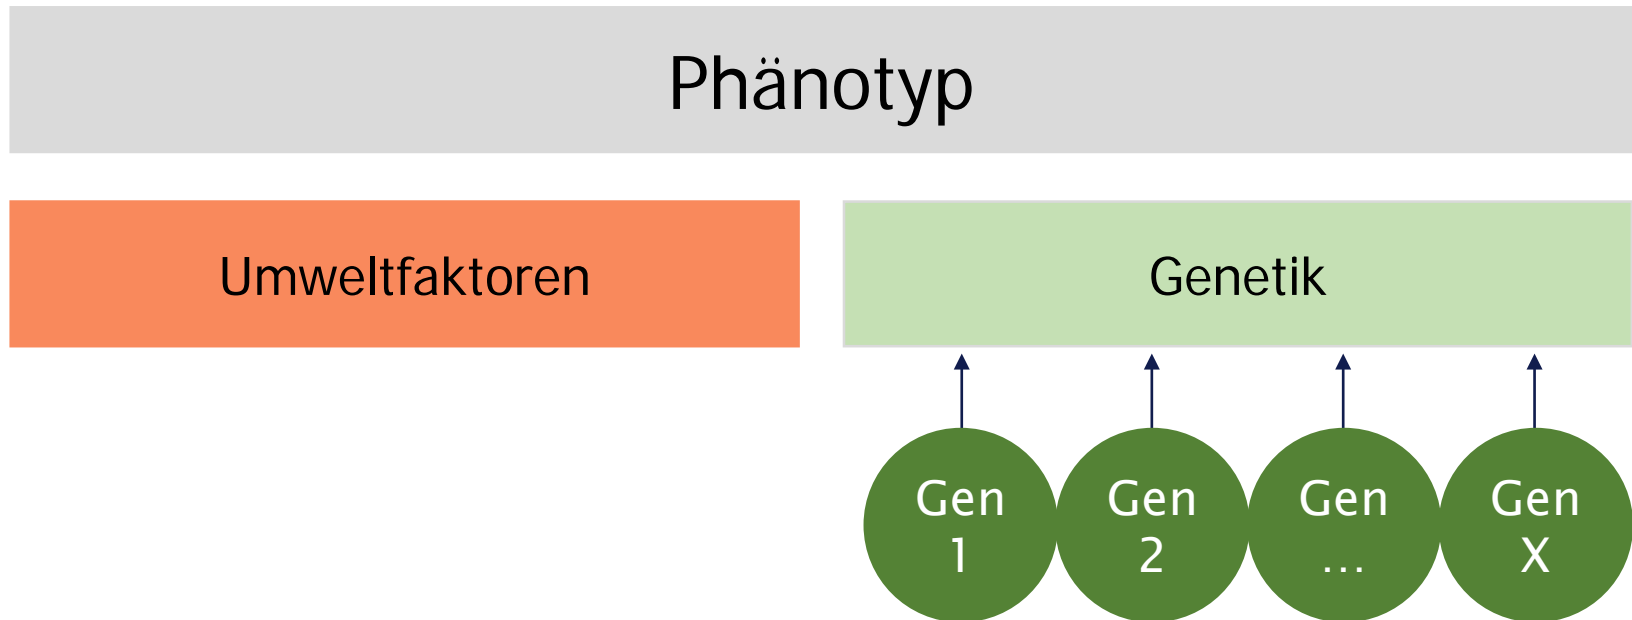 Phänotyp
Umweltfaktoren
Genetik
Gen
1
Gen
2
Gen
...
Gen
X